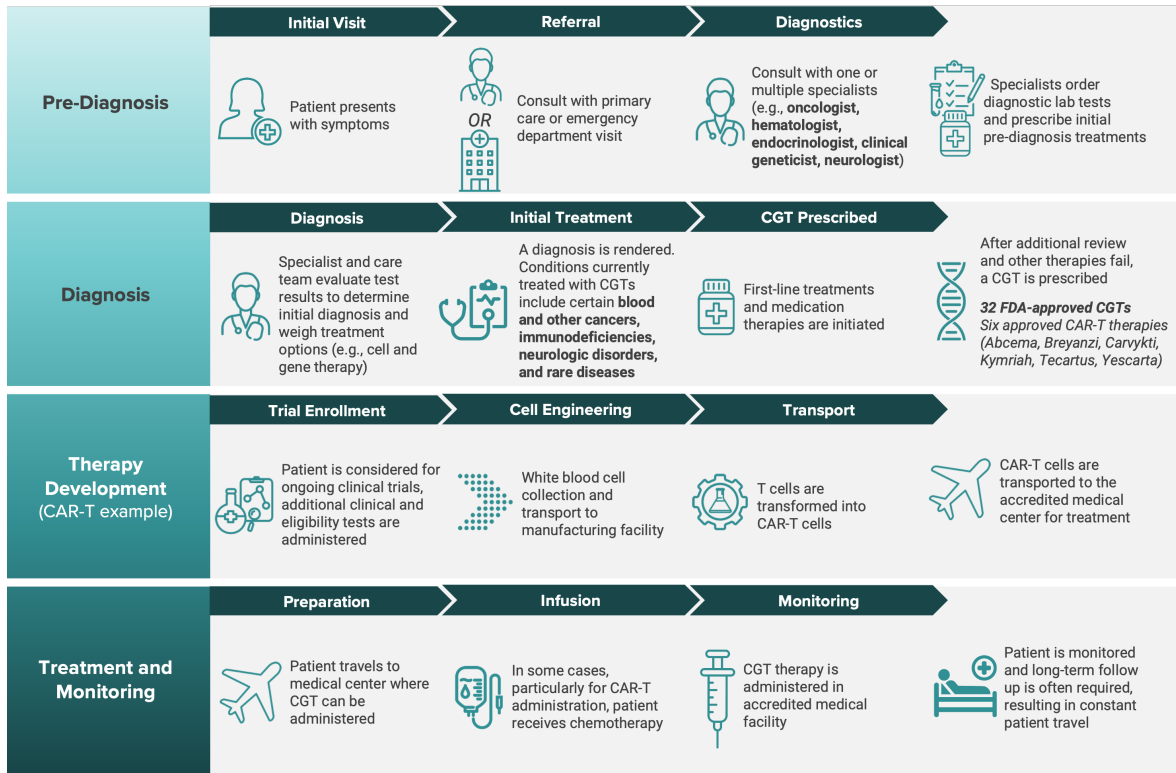 Pre-Diagnosis
Initial Visit
Referral
Diagnostics
Patient presents
with symptoms
OR
Consult with primary
care or emergency
department visit
Consult with one or
multiple specialists
(e.g., oncologist,
hematologist,
endocrinologist, clinical
geneticist, neurologist)
Specialists order
diagnostic lab tests
and prescribe initial
pre-diagnosis treatments
Diagnosis
Diagnosis
Initial Treatment
CGT Prescribed
Specialist and care
team evaluate test
results to determine
initial diagnosis and
weigh treatment
options (e.g., cell and
gene therapy)
A diagnosis is rendered.
Conditions currently
treated with CGTs
include certain blood
and other cancers,
immunodeficiencies,
neurologic disorders,
and rare diseases
First-line treatments
and medication
therapies are initiated
After additional review
and other therapies fail,
a CGT is prescribed
32 FDA-approved CGTs
Six approved CAR-T therapies
(Abcema, Breyanzi, Carvykti,
Kymriah, Tecartus, Yescarta)
Therapy
Development
(CAR-T example)
Trial Enrollment
Cell Engineering
Transport
Patient is considered for
ongoing clinical trials,
additional clinical and
eligibility tests are
administered
White blood cell
collection and
transport to
manufacturing facility
T cells are
transformed into
CAR-T cells
CAR-T cells are
transported to the
accredited medical
center for treatment
Treatment and
Monitoring
Preparation
Infusion
Monitoring
Patient travels to
medical center where
CGT can be
administered
In some cases,
particularly for CAR-T
administration, patient
receives chemotherapy
CGT therapy is
administered in
accredited medical
facility
Patient is monitored
and long-term follow
up is often required,
resulting in constant
patient travel